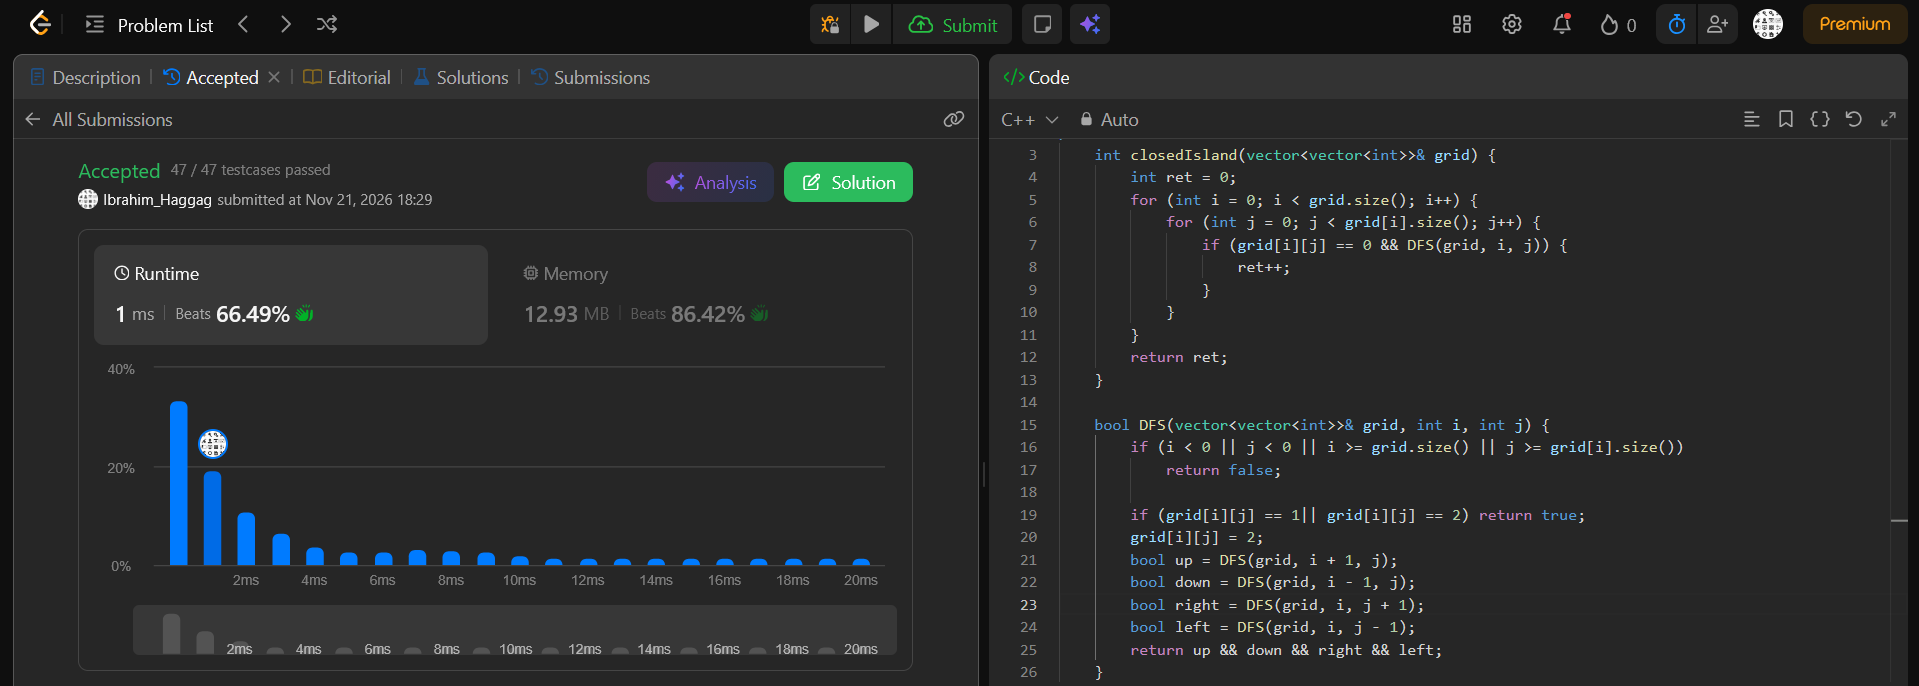 Problem List
Submit
0
Premium
Description
Accepted
Editorial
Solutions
Submissions
All Submissions
Accepted 47 / 47 testcases passed
Ibrahim_Haggag submitted at Nov 21, 2026 18:29
Analysis
Solution
Runtime
1 ms Beats 66.49%
Memory
12.93 MB Beats 86.42%
40%
20%
0%
2ms 4ms 6ms 8ms 10ms 12ms 14ms 16ms 18ms 20ms
2ms 4ms 6ms 8ms 10ms 12ms 14ms 16ms 18ms 20ms
</> Code
C++ Auto
3 int closedIsland(vector<vector<int>>& grid) {
4 int ret = 0;
5 for (int i = 0; i < grid.size(); i++) {
6 for (int j = 0; j < grid[i].size(); j++) {
7 if (grid[i][j] == 0 && DFS(grid, i, j)) {
8 ret++;
9 }
10 }
11 }
12 return ret;
13 }
14
15 bool DFS(vector<vector<int>>& grid, int i, int j) {
16 if (i < 0 || j < 0 || i >= grid.size() || j >= grid[i].size())
17 return false;
18
19 if (grid[i][j] == 1|| grid[i][j] == 2) return true;
20 grid[i][j] = 2;
21 bool up = DFS(grid, i + 1, j);
22 bool down = DFS(grid, i - 1, j);
23 bool right = DFS(grid, i, j + 1);
24 bool left = DFS(grid, i, j - 1);
25 return up && down && right && left;
26 }